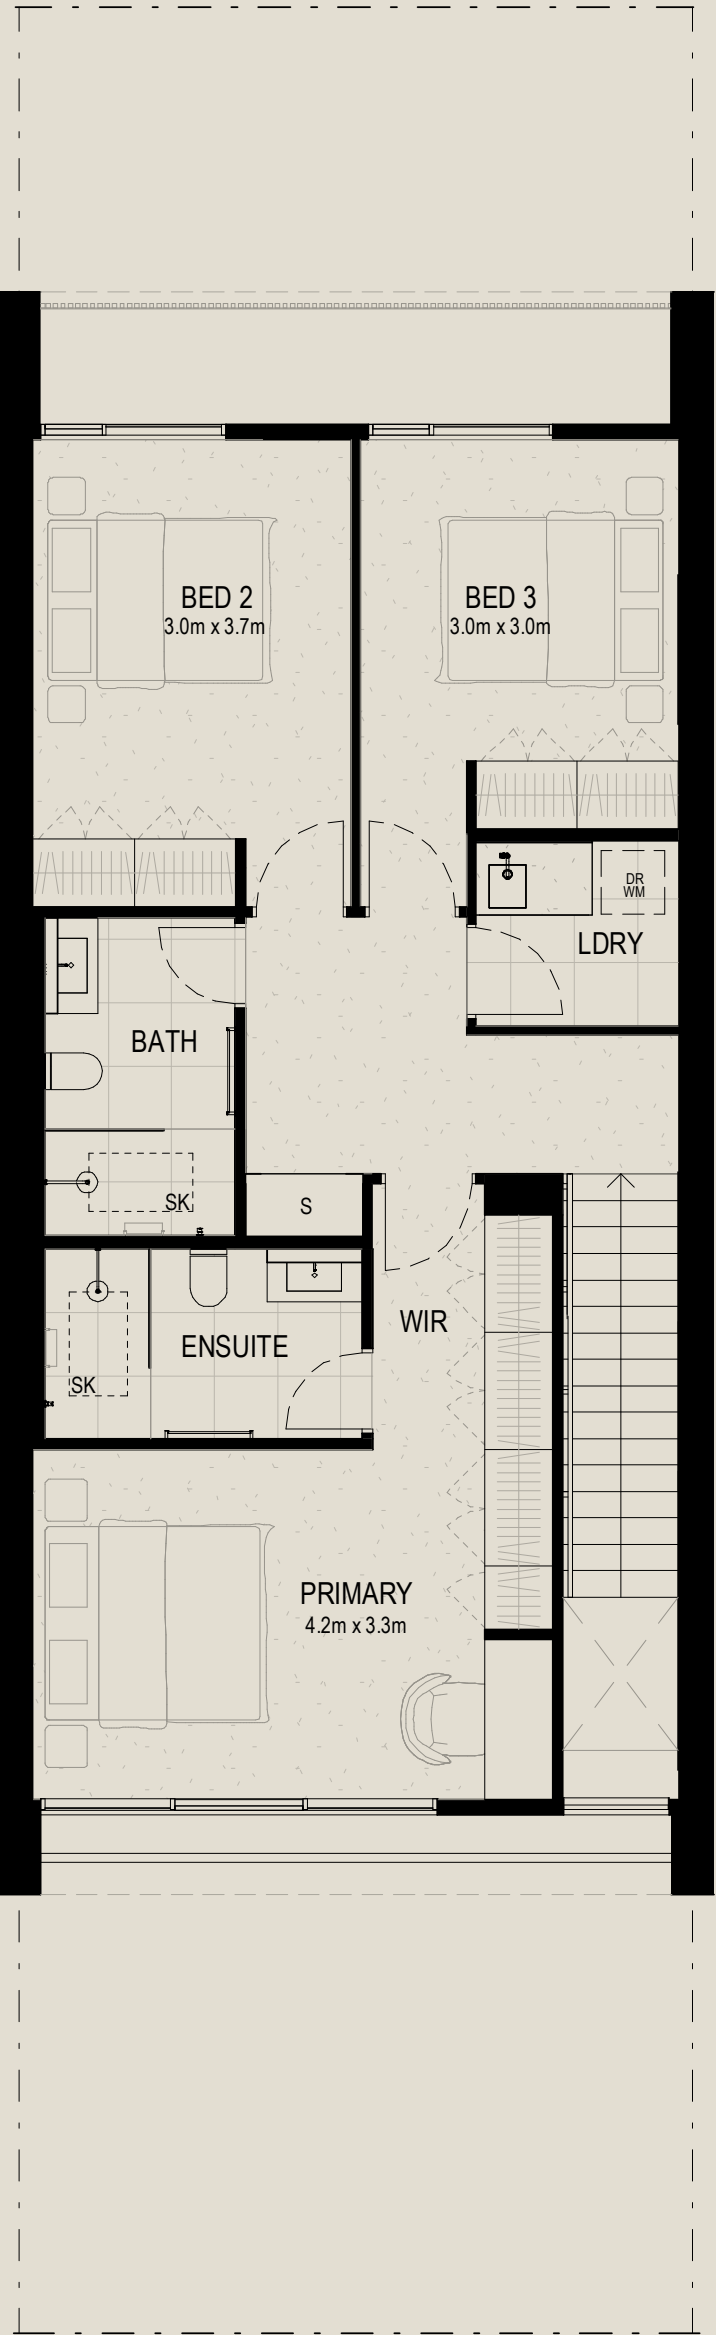 BED 2
3.0m x 3.7m
BED 3
3.0m x 3.0m
DR
WM
LDRY
BATH
SK
S
WIR
ENSUITE
SK
PRIMARY
4.2m x 3.3m